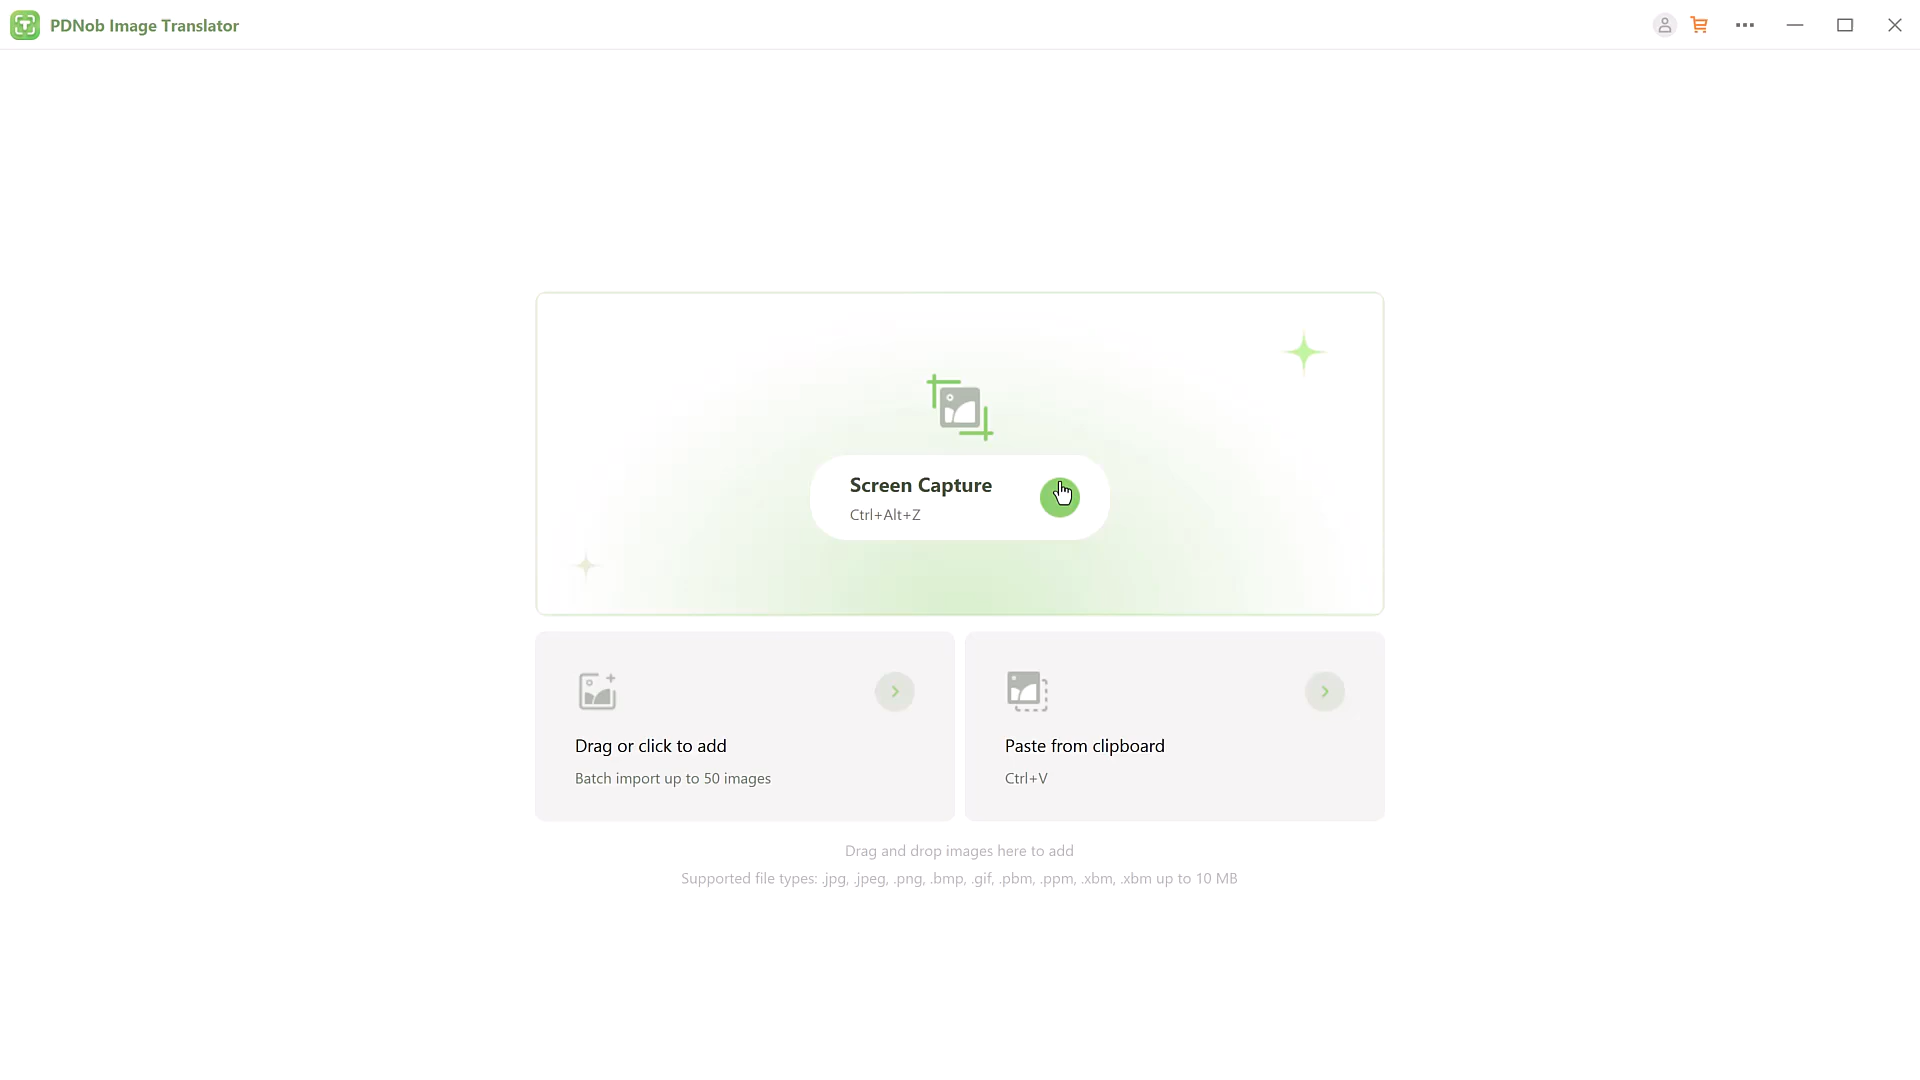 PDNob Image Translator
Screen Capture
Ctrl+Alt+Z
Drag or click to add
Batch import up to 50 images
Paste from clipboard
Ctrl+V
Drag and drop images here to add
Supported file types: .jpg, .jpeg, .png, .bmp, .gif, .pbm, .ppm, .xbm, .xbm up to 10 MB